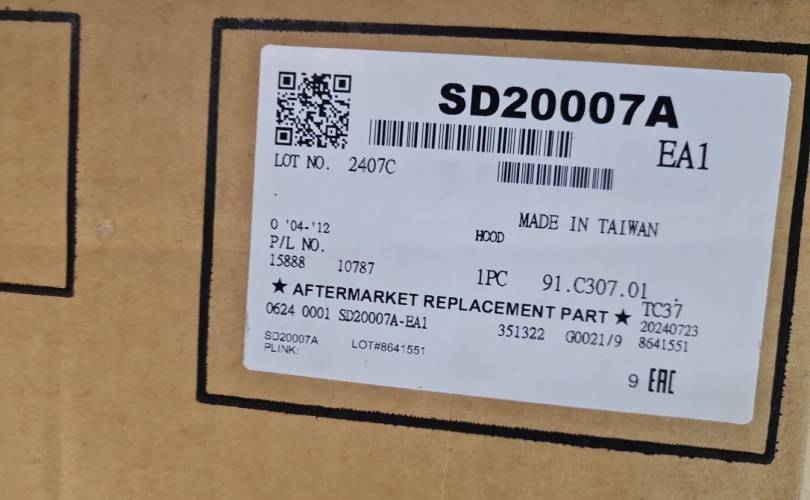 SD20007A
EA1
LOT NO. 2407C
MADE IN TAIWAN
O '04-'12 HOOD
P/L NO.
15888 10787
1PC 91.C307.01
★ AFTERMARKET REPLACEMENT PART ★ TC37
0624 0001 SD20007A-EA1 351322 G0021/9 20240723
8641551
SD20007A LOT#8641551
PLINK:
9 EAC